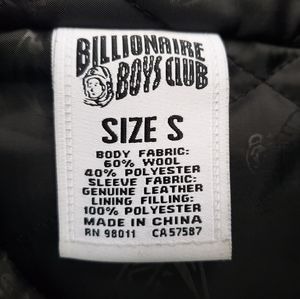 BILLIONAIRE
BOYS CLUB
SIZE S
BODY FABRIC:
60% WOOL
40% POLYESTER
SLEEVE FABRIC:
GENUINE LEATHER
LINING FILLING:
100% POLYESTER
MADE IN CHINA
RN 98011 CA57587